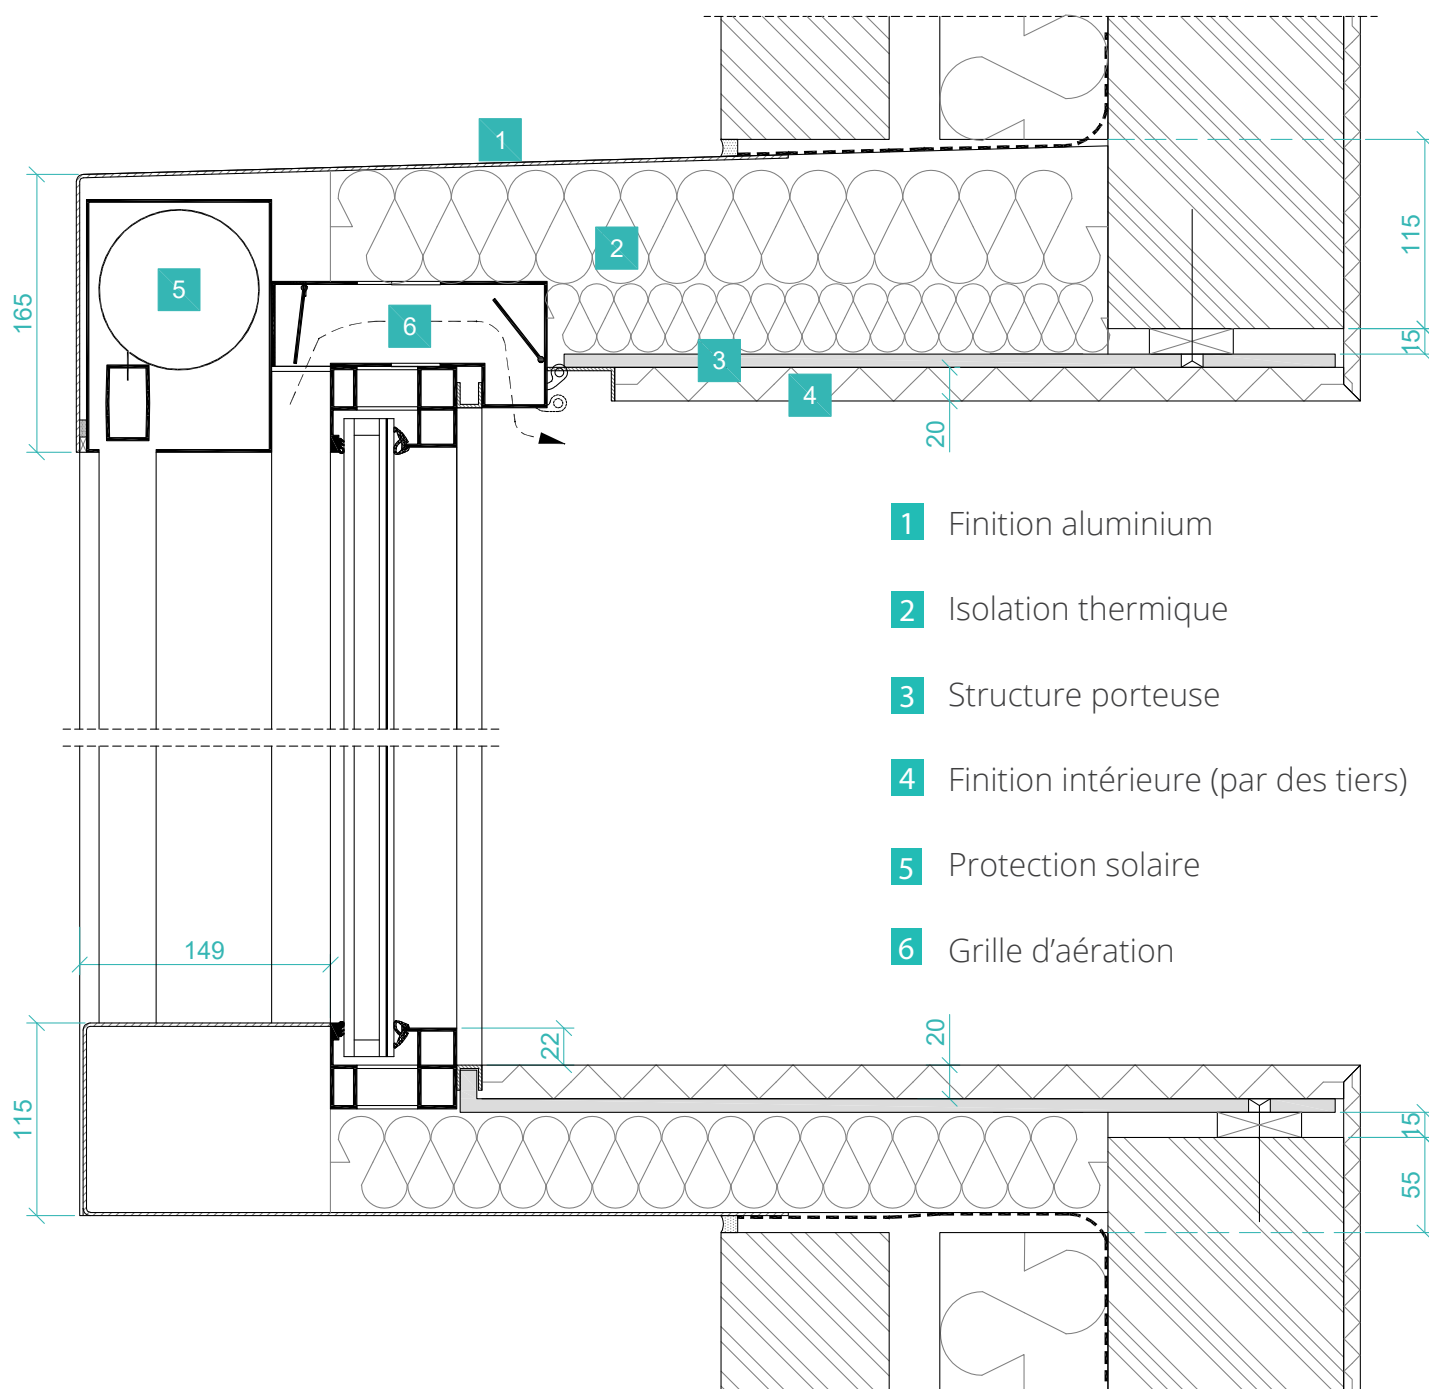 1
2
115
165
5
6
15
3
4
20
1 Finition aluminium
2 Isolation thermique
3 Structure porteuse
4 Finition intérieure (par des tiers)
5 Protection solaire
6 Grille d’aération
149
22
20
115
15
55